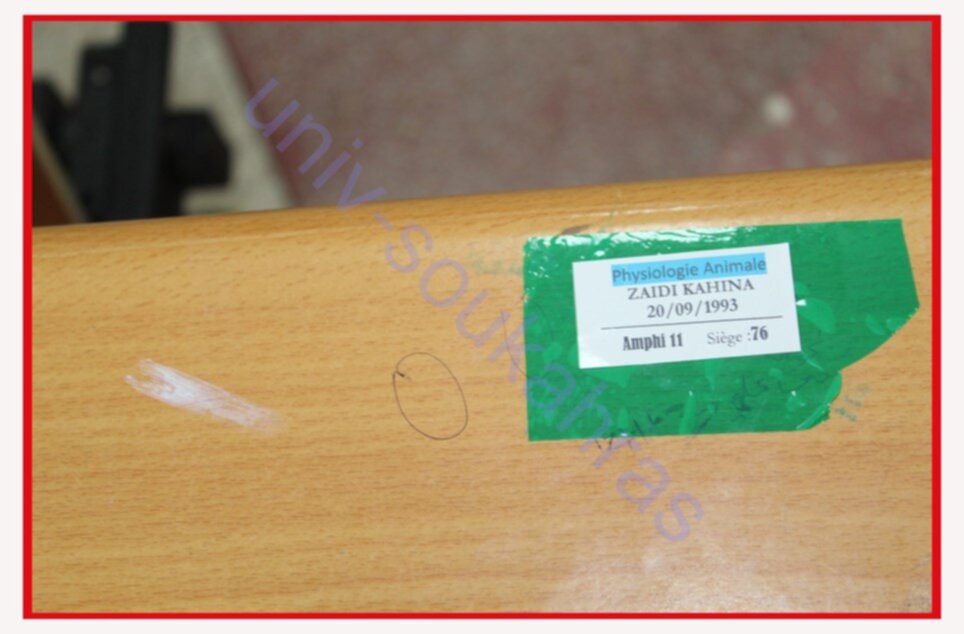 univ-soukahras
Physiologie Animale
ZAIDI KAHINA
20/09/1993
Amphi 11 Siège :76